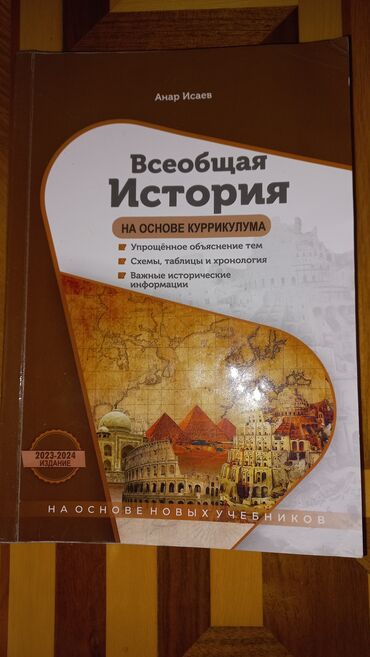 Анар Исаев
Всеобщая
История
НА ОСНОВЕ КУРРИКУЛУМА
Упрощённое объяснение тем
Схемы, таблицы и хронология
Важные исторические
информации
2023-2024
ИЗДАНИЕ
НА ОСНОВЕ НОВЫХ УЧЕБНИКОВ